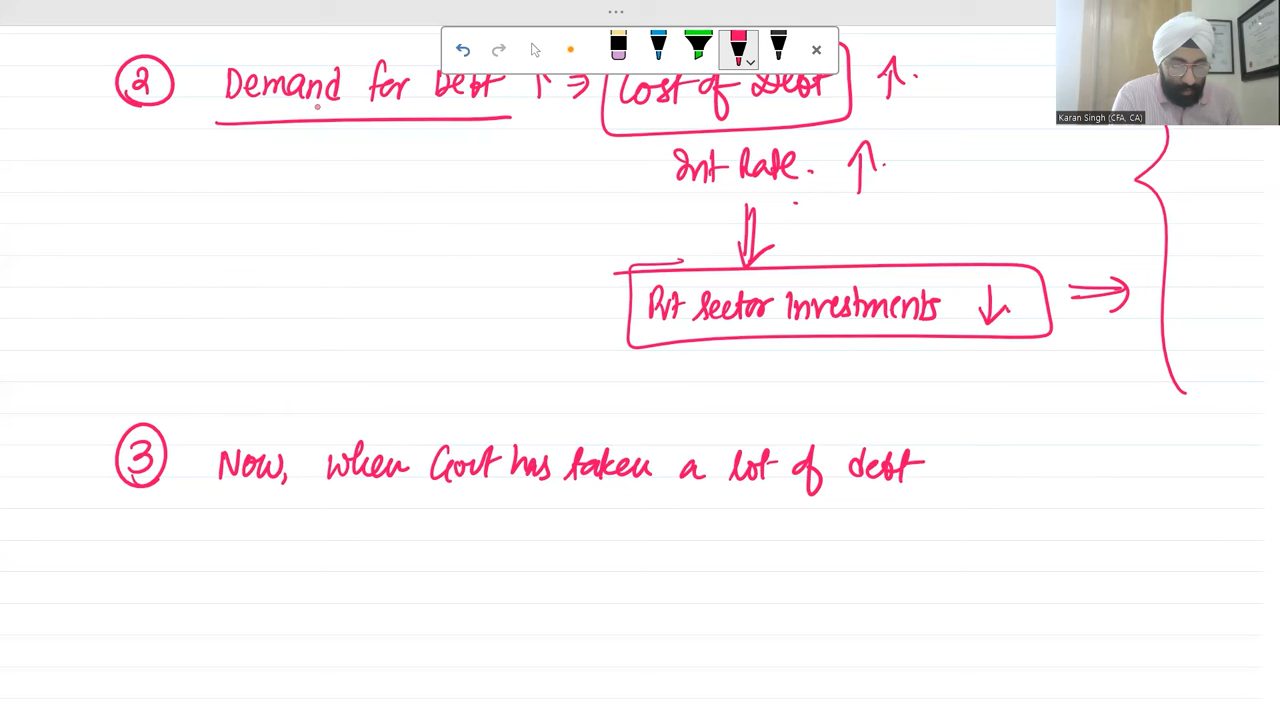 ② Demand for Debt ↑ ⇒ Cost of Debt ↑.
Int Rate. ↑.
Pvt Sector Investments ↓ ⇒
③ Now, when Govt has taken a lot of debt
Karan Singh (CFA, CA)